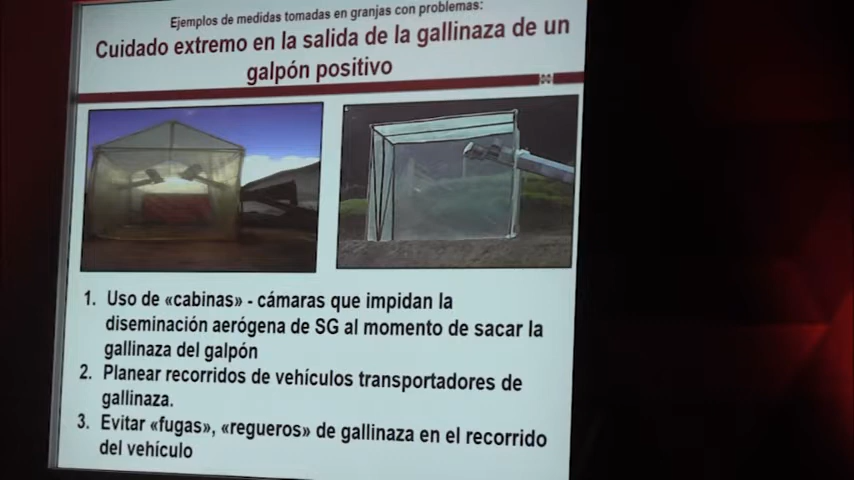 Ejemplos de medidas tomadas en granjas con problemas:
Cuidado extremo en la salida de la gallinaza de un
galpón positivo
1. Uso de «cabinas» - cámaras que impidan la
diseminación aerógena de SG al momento de sacar la
gallinaza del galpón
2. Planear recorridos de vehículos transportadores de
gallinaza.
3. Evitar «fugas», «regueros» de gallinaza en el recorrido
del vehículo